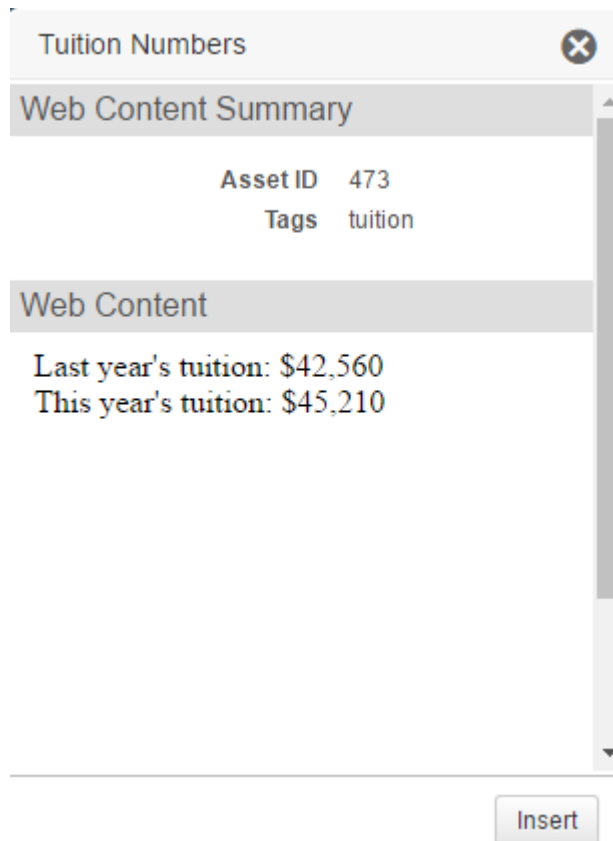 Tuition Numbers
Web Content Summary
Asset ID 473
Tags tuition
Web Content
Last year's tuition: $42,560
This year's tuition: $45,210
Insert